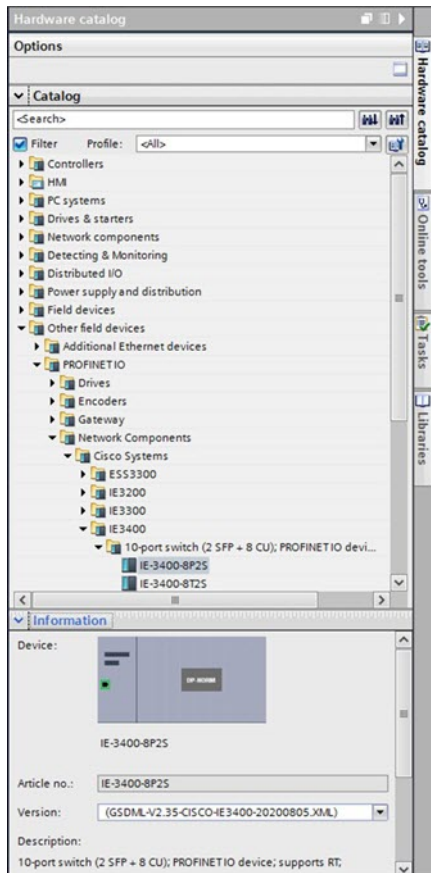 Hardware catalog
Options
Catalog
<Search>
Filter Profile: <All>
Controllers
HMI
PC systems
Drives & starters
Network components
Detecting & Monitoring
Distributed I/O
Power supply and distribution
Field devices
Other field devices
Additional Ethernet devices
PROFINET IO
Drives
Encoders
Gateway
Network Components
Cisco Systems
ESS3300
IE3200
IE3300
IE3400
10-port switch (2 SFP + 8 CU); PROFINET IO devi...
IE-3400-8P2S
IE-3400-8T2S
Information
Device:
DP-NORM
IE-3400-8P2S
Article no.: IE-3400-8P2S
Version: (GSDML-V2.35-CISCO-IE3400-20200805.XML)
Description:
10-port switch (2 SFP + 8 CU); PROFINET IO device; supports RT;
Hardware catalog
Online tools
Tasks
Libraries